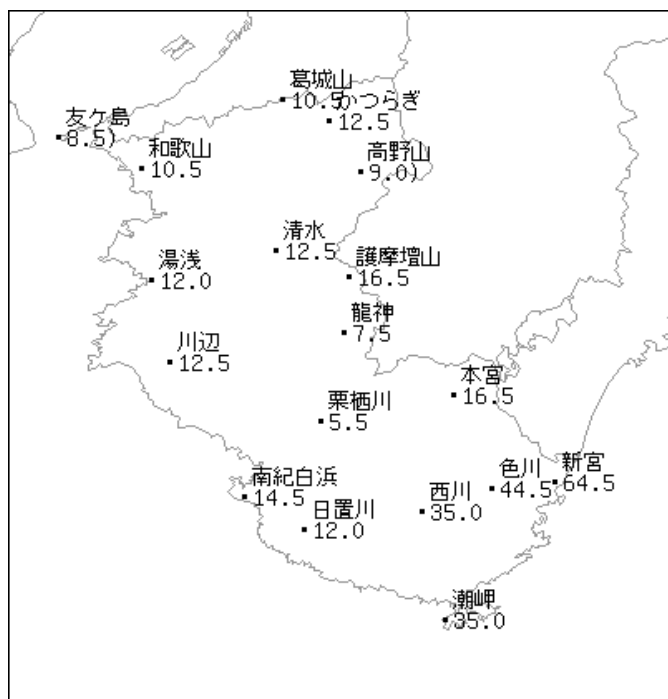 葛城山
10.5
かつらぎ
12.5
友ケ島
8.5)
和歌山
10.5
高野山
9.0)
清水
12.5
湯浅
12.0
護摩壇山
16.5
龍神
7.5
川辺
12.5
本宮
16.5
栗栖川
5.5
新宮
64.5
色川
44.5
南紀白浜
14.5
西川
35.0
日置川
12.0
潮岬
35.0